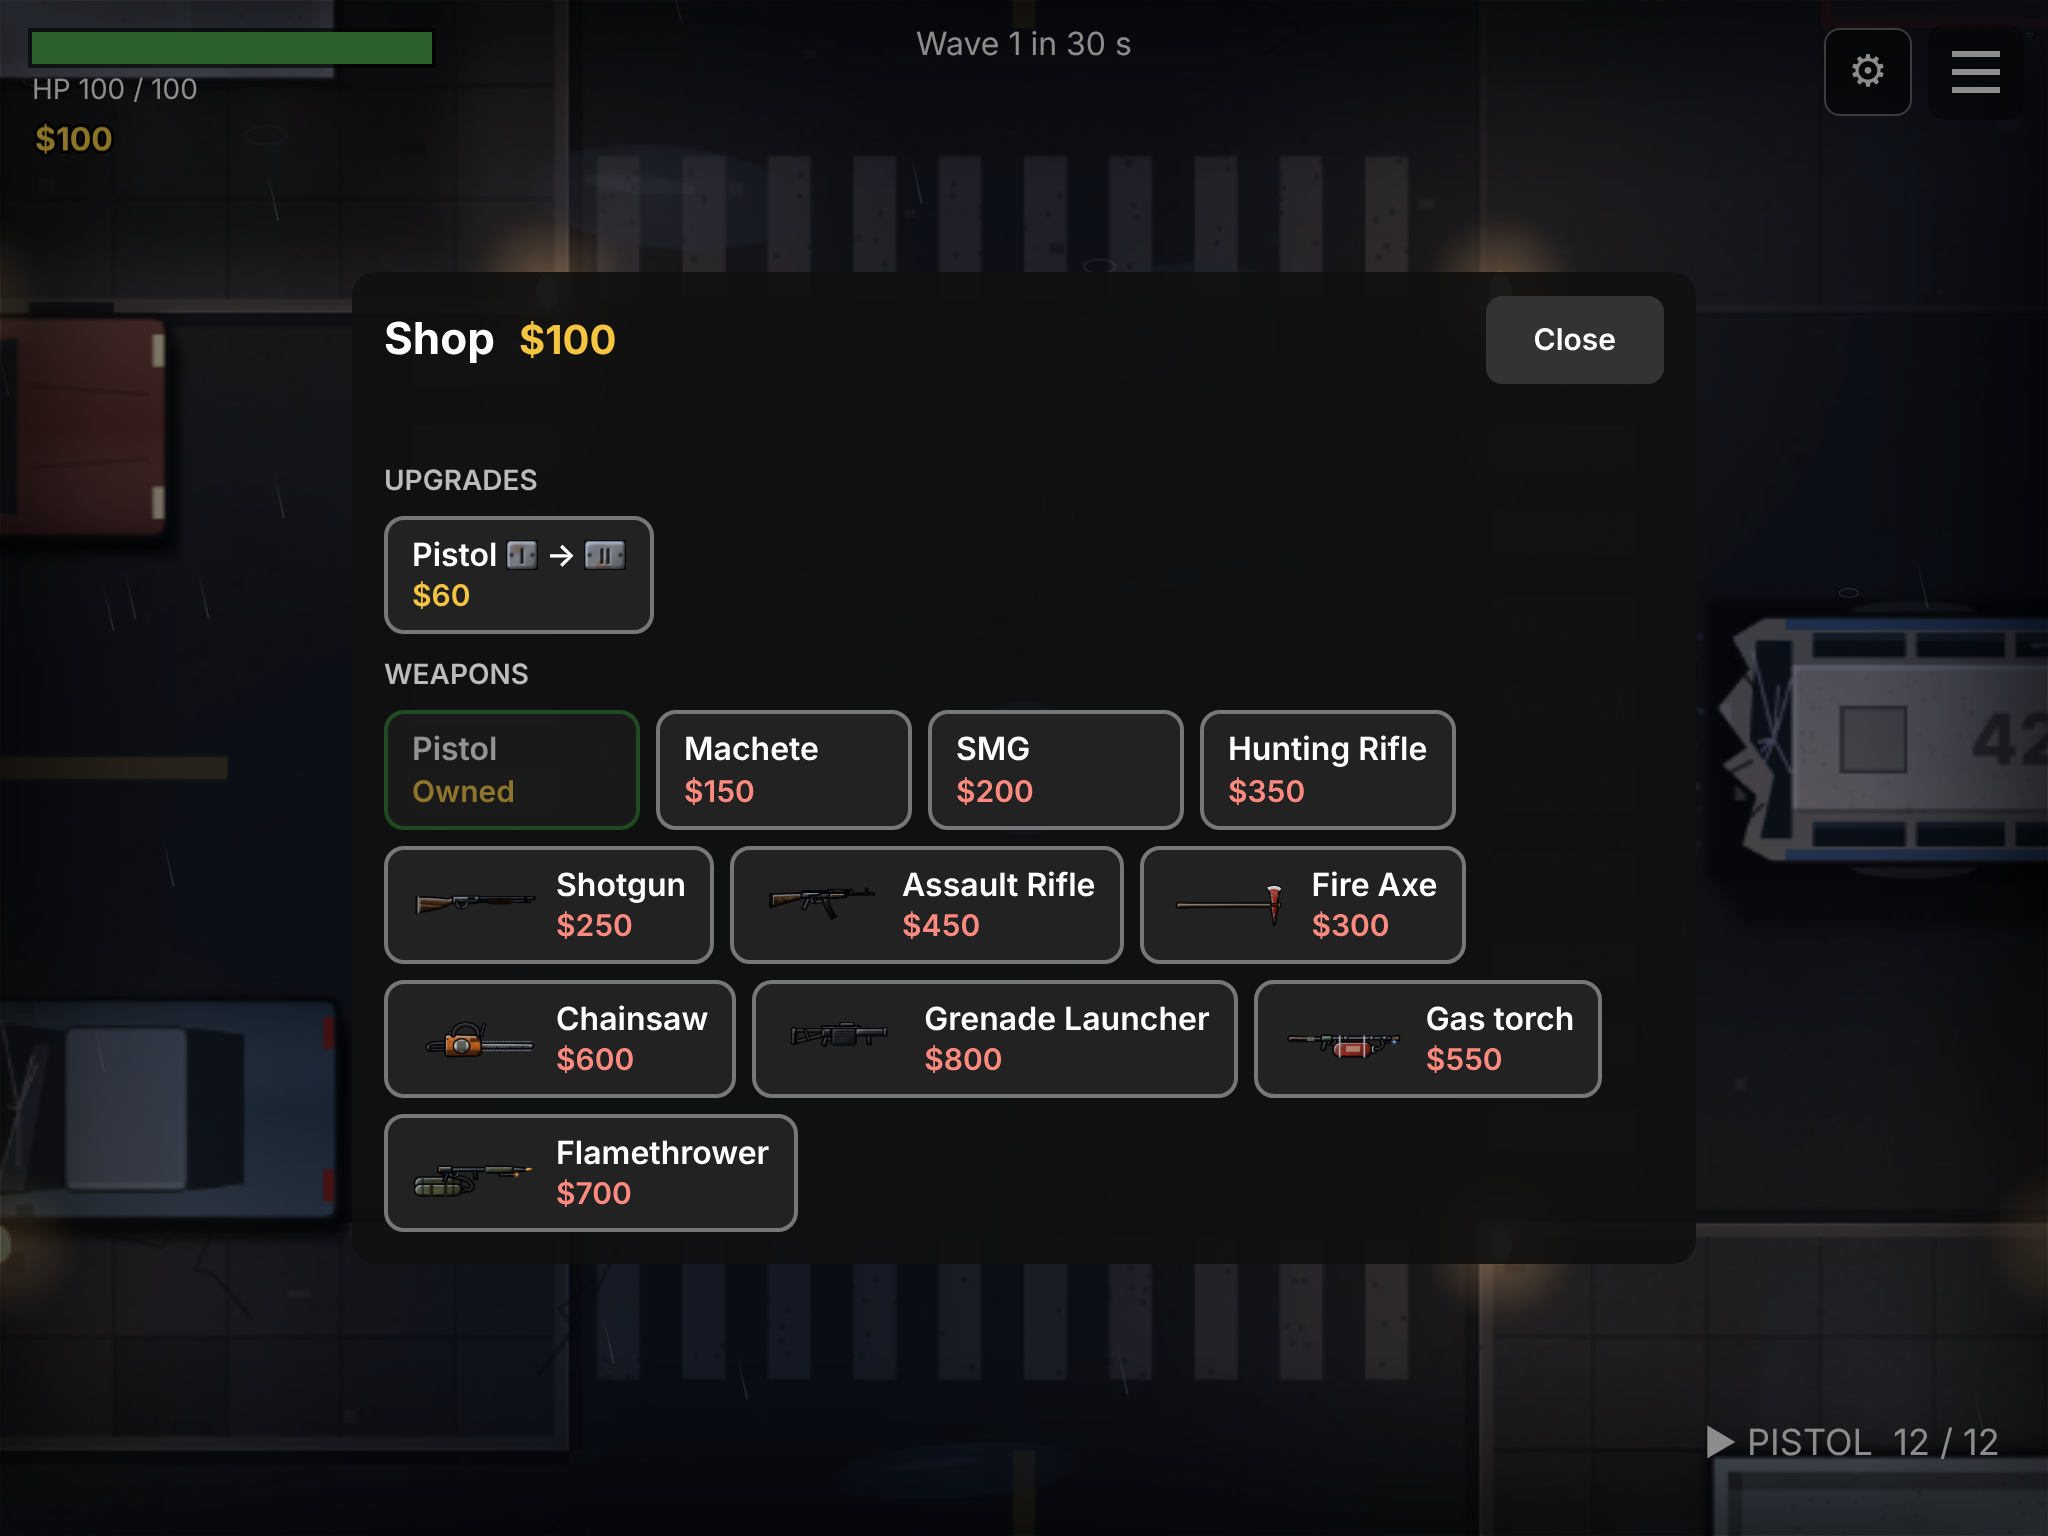 Wave 1 in 30 s
HP 100 / 100
$100
Shop $100
Close
UPGRADES
Pistol I → II
$60
WEAPONS
Pistol
Owned
Machete
$150
SMG
$200
Hunting Rifle
$350
Shotgun
$250
Assault Rifle
$450
Fire Axe
$300
Chainsaw
$600
Grenade Launcher
$800
Gas torch
$550
Flamethrower
$700
42
▶ PISTOL 12 / 12